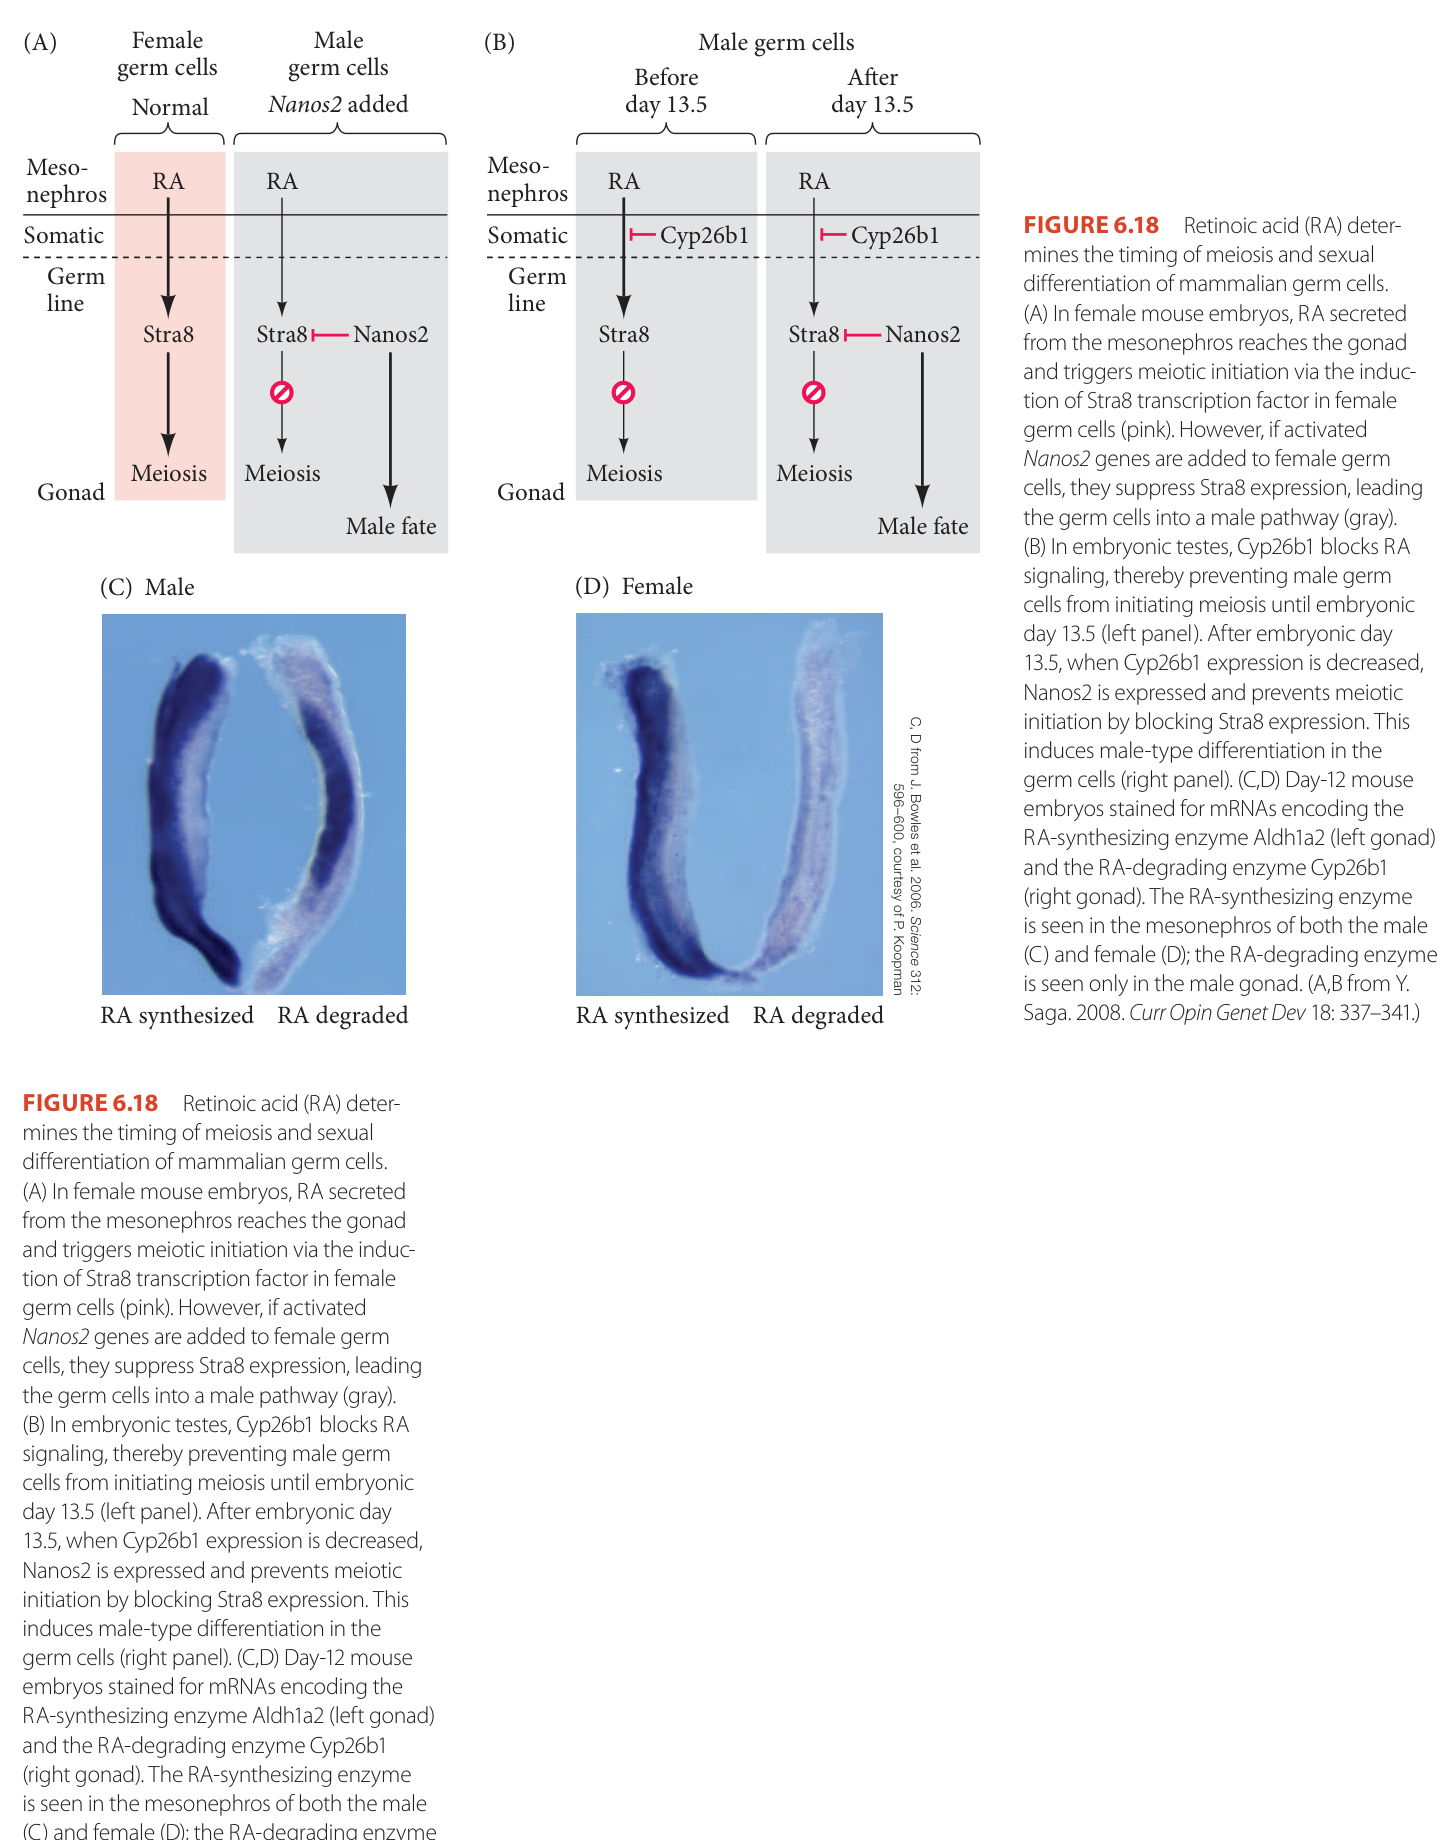 (A)
Female
germ cells
Normal
Male
germ cells
Nanos2 added
Meso-
nephros
RA
RA
Somatic
Germ
line
Stra8
Stra8
Nanos2
Meiosis
Meiosis
Gonad
Male fate
(B)
Male germ cells
Before
day 13.5
After
day 13.5
Meso-
nephros
RA
RA
Somatic
Cyp26b1
Cyp26b1
Germ
line
Stra8
Stra8
Nanos2
Meiosis
Meiosis
Gonad
Male fate
(C) Male
RA synthesized
RA degraded
(D) Female
RA synthesized
RA degraded
C, D from J. Bowles et al. 2006. Science 312:
596–600, courtesy of P. Koopman
FIGURE 6.18 Retinoic acid (RA) deter-
mines the timing of meiosis and sexual
differentiation of mammalian germ cells.
(A) In female mouse embryos, RA secreted
from the mesonephros reaches the gonad
and triggers meiotic initiation via the induc-
tion of Stra8 transcription factor in female
germ cells (pink). However, if activated
Nanos2 genes are added to female germ
cells, they suppress Stra8 expression, leading
the germ cells into a male pathway (gray).
(B) In embryonic testes, Cyp26b1 blocks RA
signaling, thereby preventing male germ
cells from initiating meiosis until embryonic
day 13.5 (left panel). After embryonic day
13.5, when Cyp26b1 expression is decreased,
Nanos2 is expressed and prevents meiotic
initiation by blocking Stra8 expression. This
induces male-type differentiation in the
germ cells (right panel). (C,D) Day-12 mouse
embryos stained for mRNAs encoding the
RA-synthesizing enzyme Aldh1a2 (left gonad)
and the RA-degrading enzyme Cyp26b1
(right gonad). The RA-synthesizing enzyme
is seen in the mesonephros of both the male
(C) and female (D); the RA-degrading enzyme
is seen only in the male gonad. (A,B from Y.
Saga. 2008. Curr Opin Genet Dev 18: 337–341.)
FIGURE 6.18 Retinoic acid (RA) deter-
mines the timing of meiosis and sexual
differentiation of mammalian germ cells.
(A) In female mouse embryos, RA secreted
from the mesonephros reaches the gonad
and triggers meiotic initiation via the induc-
tion of Stra8 transcription factor in female
germ cells (pink). However, if activated
Nanos2 genes are added to female germ
cells, they suppress Stra8 expression, leading
the germ cells into a male pathway (gray).
(B) In embryonic testes, Cyp26b1 blocks RA
signaling, thereby preventing male germ
cells from initiating meiosis until embryonic
day 13.5 (left panel). After embryonic day
13.5, when Cyp26b1 expression is decreased,
Nanos2 is expressed and prevents meiotic
initiation by blocking Stra8 expression. This
induces male-type differentiation in the
germ cells (right panel). (C,D) Day-12 mouse
embryos stained for mRNAs encoding the
RA-synthesizing enzyme Aldh1a2 (left gonad)
and the RA-degrading enzyme Cyp26b1
(right gonad). The RA-synthesizing enzyme
is seen in the mesonephros of both the male
(C) and female (D); the RA-degrading enzyme